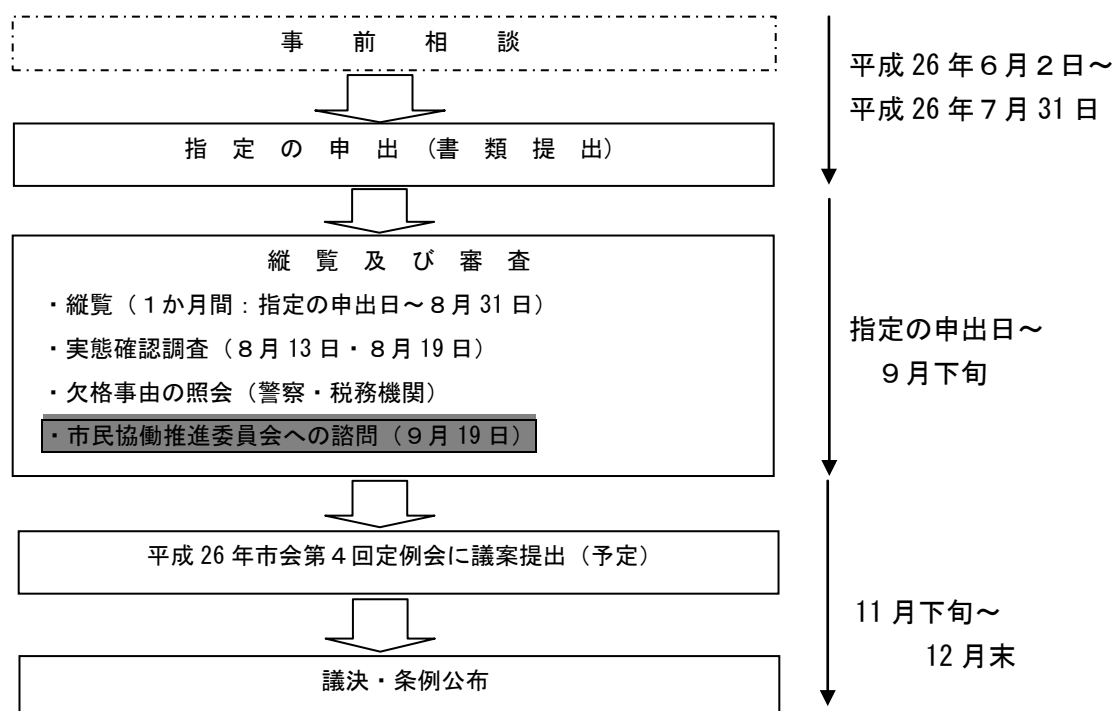 事 前 相 談
平成 26 年６月２日～
平成 26 年７月 31 日
指 定 の 申 出（書 類 提 出）
縦 覧 及 び 審 査
・縦覧（１か月間：指定の申出日～８月 31 日）
・実態確認調査（８月 13 日・８月 19 日）
・欠格事由の照会（警察・税務機関）
・市民協働推進委員会への諮問（９月 19 日）
指定の申出日～
９月下旬
平成 26 年市会第４回定例会に議案提出（予定）
議決・条例公布
11 月下旬～
12 月末